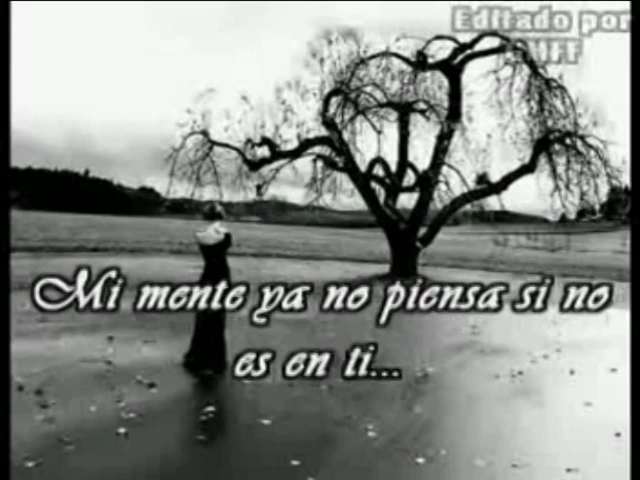 Editado por
Mi mente ya no piensa si no
es en ti...